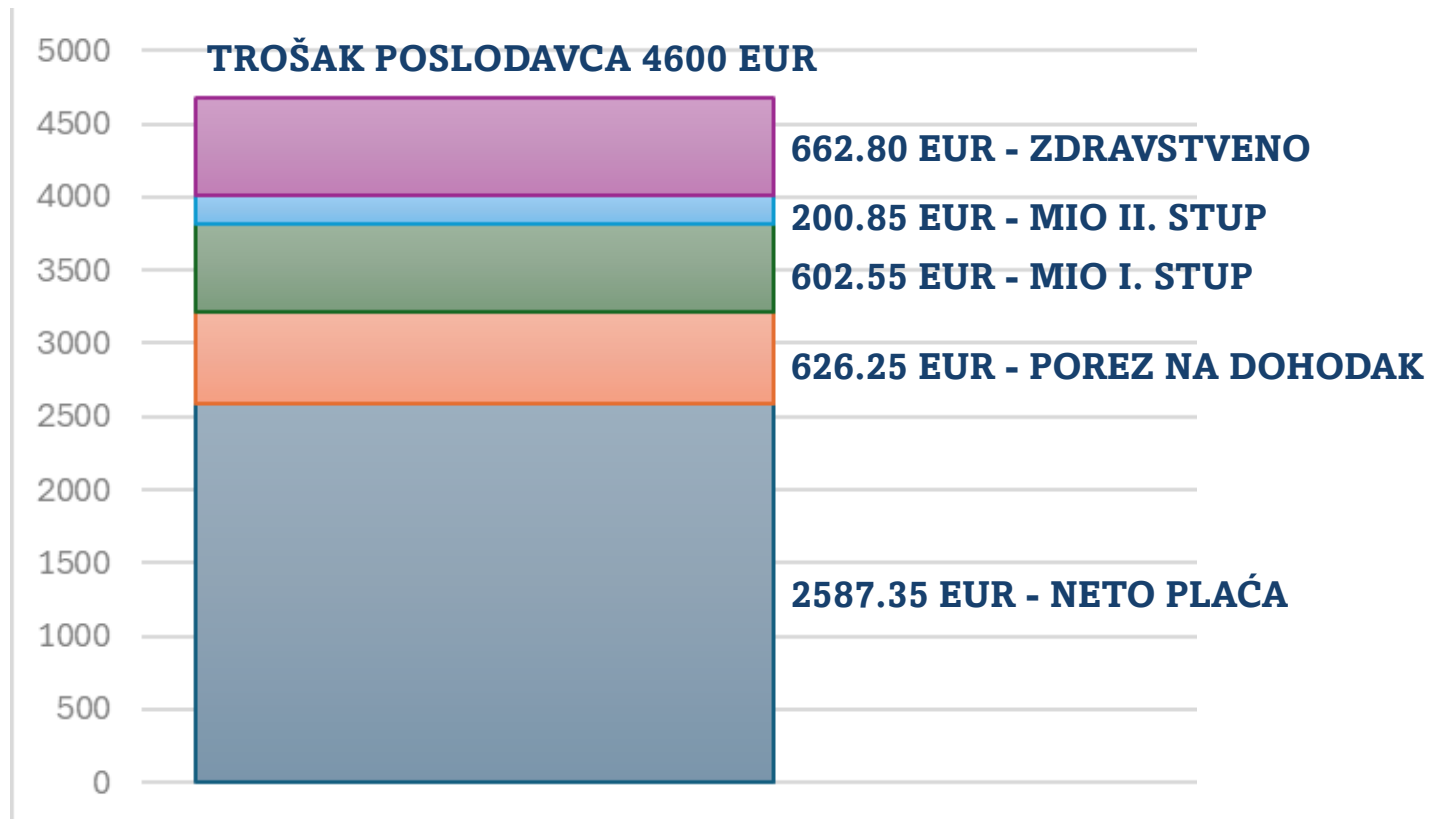 5000
TROŠAK POSLODAVCA 4600 EUR
4500
662.80 EUR - ZDRAVSTVENO
4000
200.85 EUR - MIO II. STUP
3500
602.55 EUR - MIO I. STUP
3000
626.25 EUR - POREZ NA DOHODAK
2500
2000
1500
2587.35 EUR - NETO PLAĆA
1000
500
0